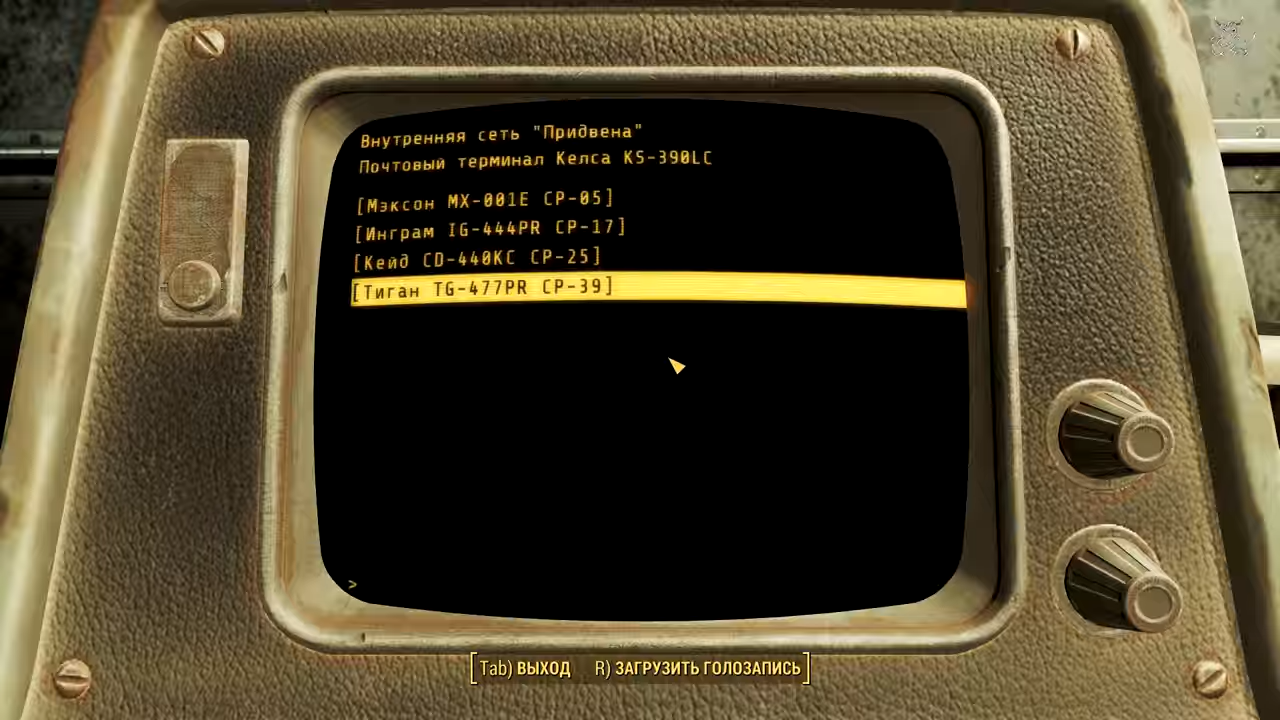 Внутренняя сеть "Придвена"
Почтовый терминал Келса KS-390LC
[Мэксон MX-001E CP-05]
[Инграм IG-444PR CP-17]
[Кейд CD-440KC CP-25]
[Тиган TG-477PR CP-39]
>
Tab) ВЫХОД R) ЗАГРУЗИТЬ ГОЛОЗАПИСЬ